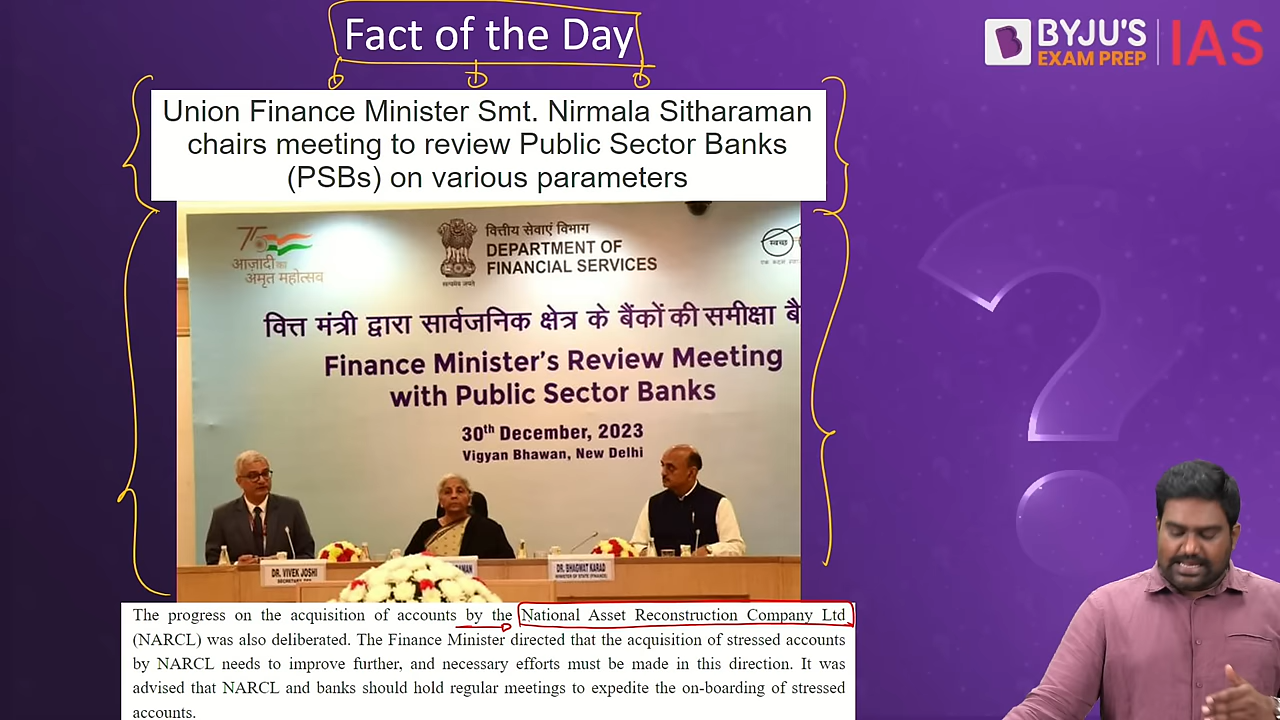 Fact of the Day
BYJU'S
EXAM PREP
IAS
Union Finance Minister Smt. Nirmala Sitharaman
chairs meeting to review Public Sector Banks
(PSBs) on various parameters
75
आज़ादी का
अमृत महोत्सव
वित्तीय सेवाएं विभाग
DEPARTMENT OF
FINANCIAL SERVICES
सत्यमेव जयते
स्वच्छ
एक कदम
वित्त मंत्री द्वारा सार्वजनिक क्षेत्र के बैंकों की समीक्षा बै
Finance Minister's Review Meeting
with Public Sector Banks
30th December, 2023
Vigyan Bhawan, New Delhi
DR. VIVEK JOSHI
SECRETARY
DR. BHAGWAT KARAD
MINISTER OF STATE (FINANCE)
The progress on the acquisition of accounts by the National Asset Reconstruction Company Ltd
(NARCL) was also deliberated. The Finance Minister directed that the acquisition of stressed accounts
by NARCL needs to improve further, and necessary efforts must be made in this direction. It was
advised that NARCL and banks should hold regular meetings to expedite the on-boarding of stressed
accounts.